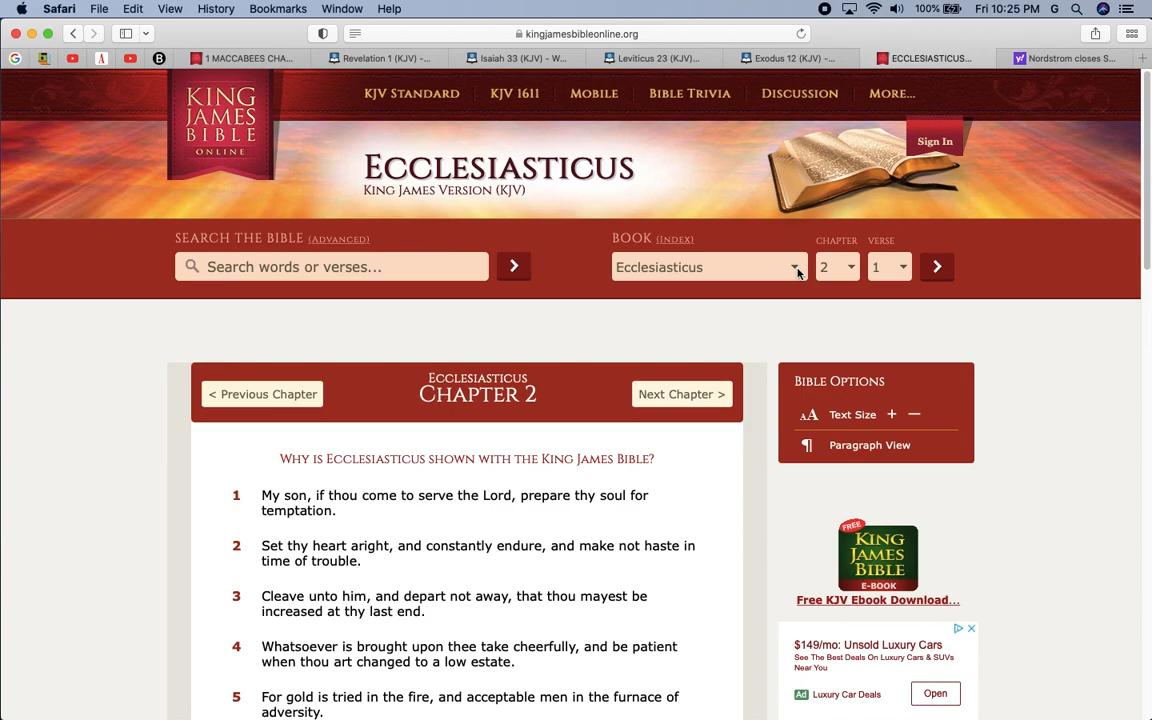 Safari File Edit View History Bookmarks Window Help 100% Fri 10:25 PM G
kingjamesbibleonline.org
1 MACCABEES CHA... Revelation 1 (KJV) -... Isaiah 33 (KJV) - W... Leviticus 23 (KJV)... Exodus 12 (KJV) -... ECCLESIASTICUS... Nordstrom closes S...
KING
JAMES
BIBLE
ONLINE
KJV STANDARD KJV 1611 MOBILE BIBLE TRIVIA DISCUSSION MORE...
Sign In
ECCLESIASTICUS
KING JAMES VERSION (KJV)
SEARCH THE BIBLE (ADVANCED)
Search words or verses...
BOOK (INDEX) CHAPTER VERSE
Ecclesiasticus 2 1
< Previous Chapter
ECCLESIASTICUS
CHAPTER 2
Next Chapter >
WHY IS ECCLESIASTICUS SHOWN WITH THE KING JAMES BIBLE?
1 My son, if thou come to serve the Lord, prepare thy soul for
temptation.
2 Set thy heart aright, and constantly endure, and make not haste in
time of trouble.
3 Cleave unto him, and depart not away, that thou mayest be
increased at thy last end.
4 Whatsoever is brought upon thee take cheerfully, and be patient
when thou art changed to a low estate.
5 For gold is tried in the fire, and acceptable men in the furnace of
adversity.
BIBLE OPTIONS
AA Text Size + −
¶ Paragraph View
FREE
KING
JAMES
BIBLE
E-BOOK
Free KJV Ebook Download...
$149/mo: Unsold Luxury Cars
See The Best Deals On Luxury Cars & SUVs
Near You
Ad Luxury Car Deals
Open